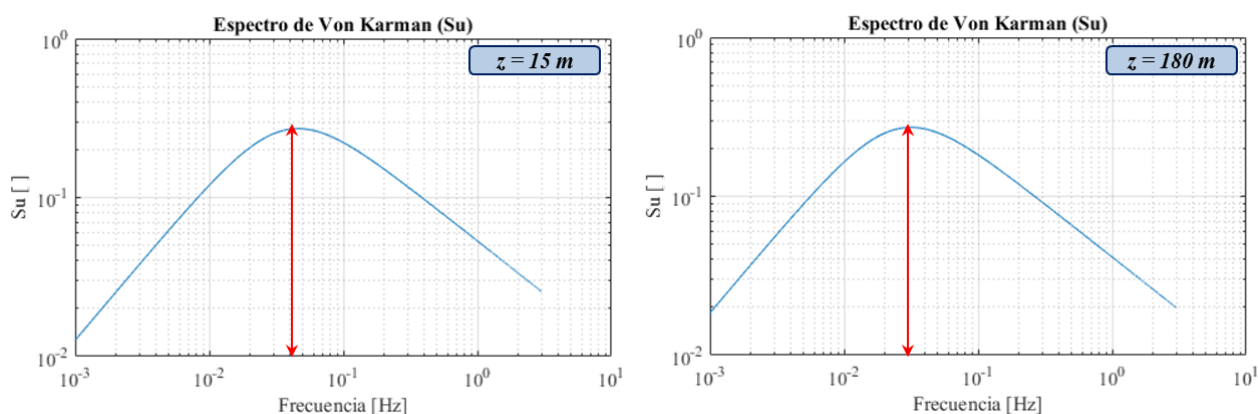 Espectro de Von Karman (Su)
z = 15 m
10^0
10^-1
10^-2
Su [ ]
10^-3
10^-2
10^-1
10^0
10^1
Frecuencia [Hz]
Espectro de Von Karman (Su)
z = 180 m
10^0
10^-1
10^-2
Su [ ]
10^-3
10^-2
10^-1
10^0
10^1
Frecuencia [Hz]